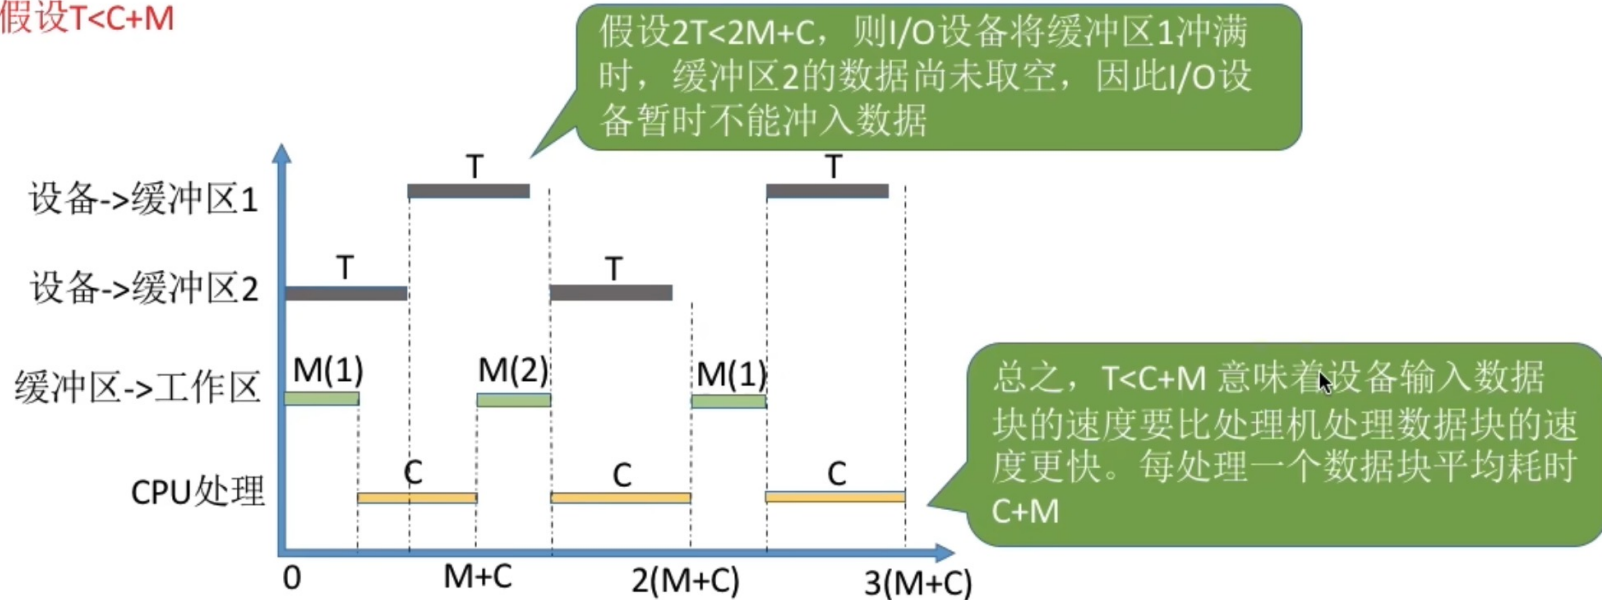 假设T<C+M
假设2T<2M+C，则I/O设备将缓冲区1冲满
时，缓冲区2的数据尚未取空，因此I/O设
备暂时不能冲入数据
T
T
设备->缓冲区1
T
T
设备->缓冲区2
M(1)
M(2)
M(1)
缓冲区->工作区
总之，T<C+M 意味着设备输入数据
块的速度要比处理机处理数据块的速
度更快。每处理一个数据块平均耗时
C+M
C
C
C
CPU处理
0
M+C
2(M+C)
3(M+C)